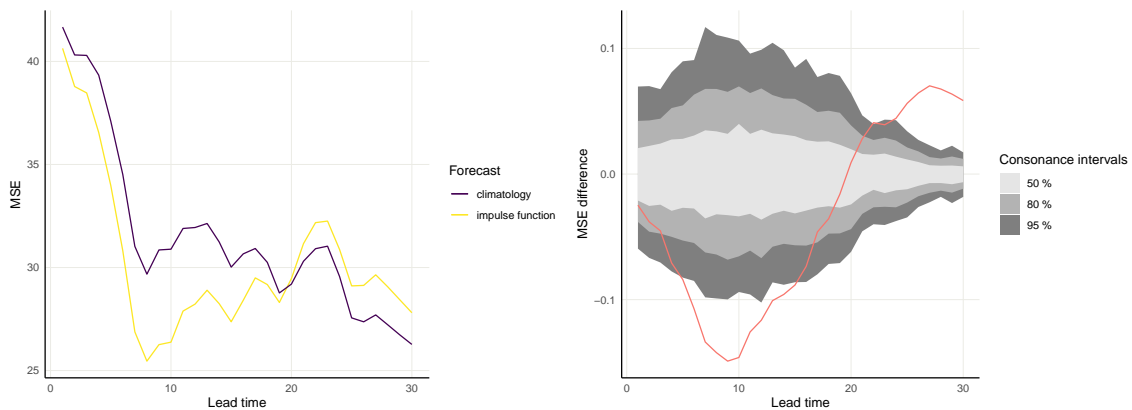 40
35
30
25
MSE
0
10
20
30
Lead time
Forecast
climatology
impulse function
0.1
0.0
−0.1
MSE difference
0
10
20
30
Lead time
Consonance intervals
50 %
80 %
95 %